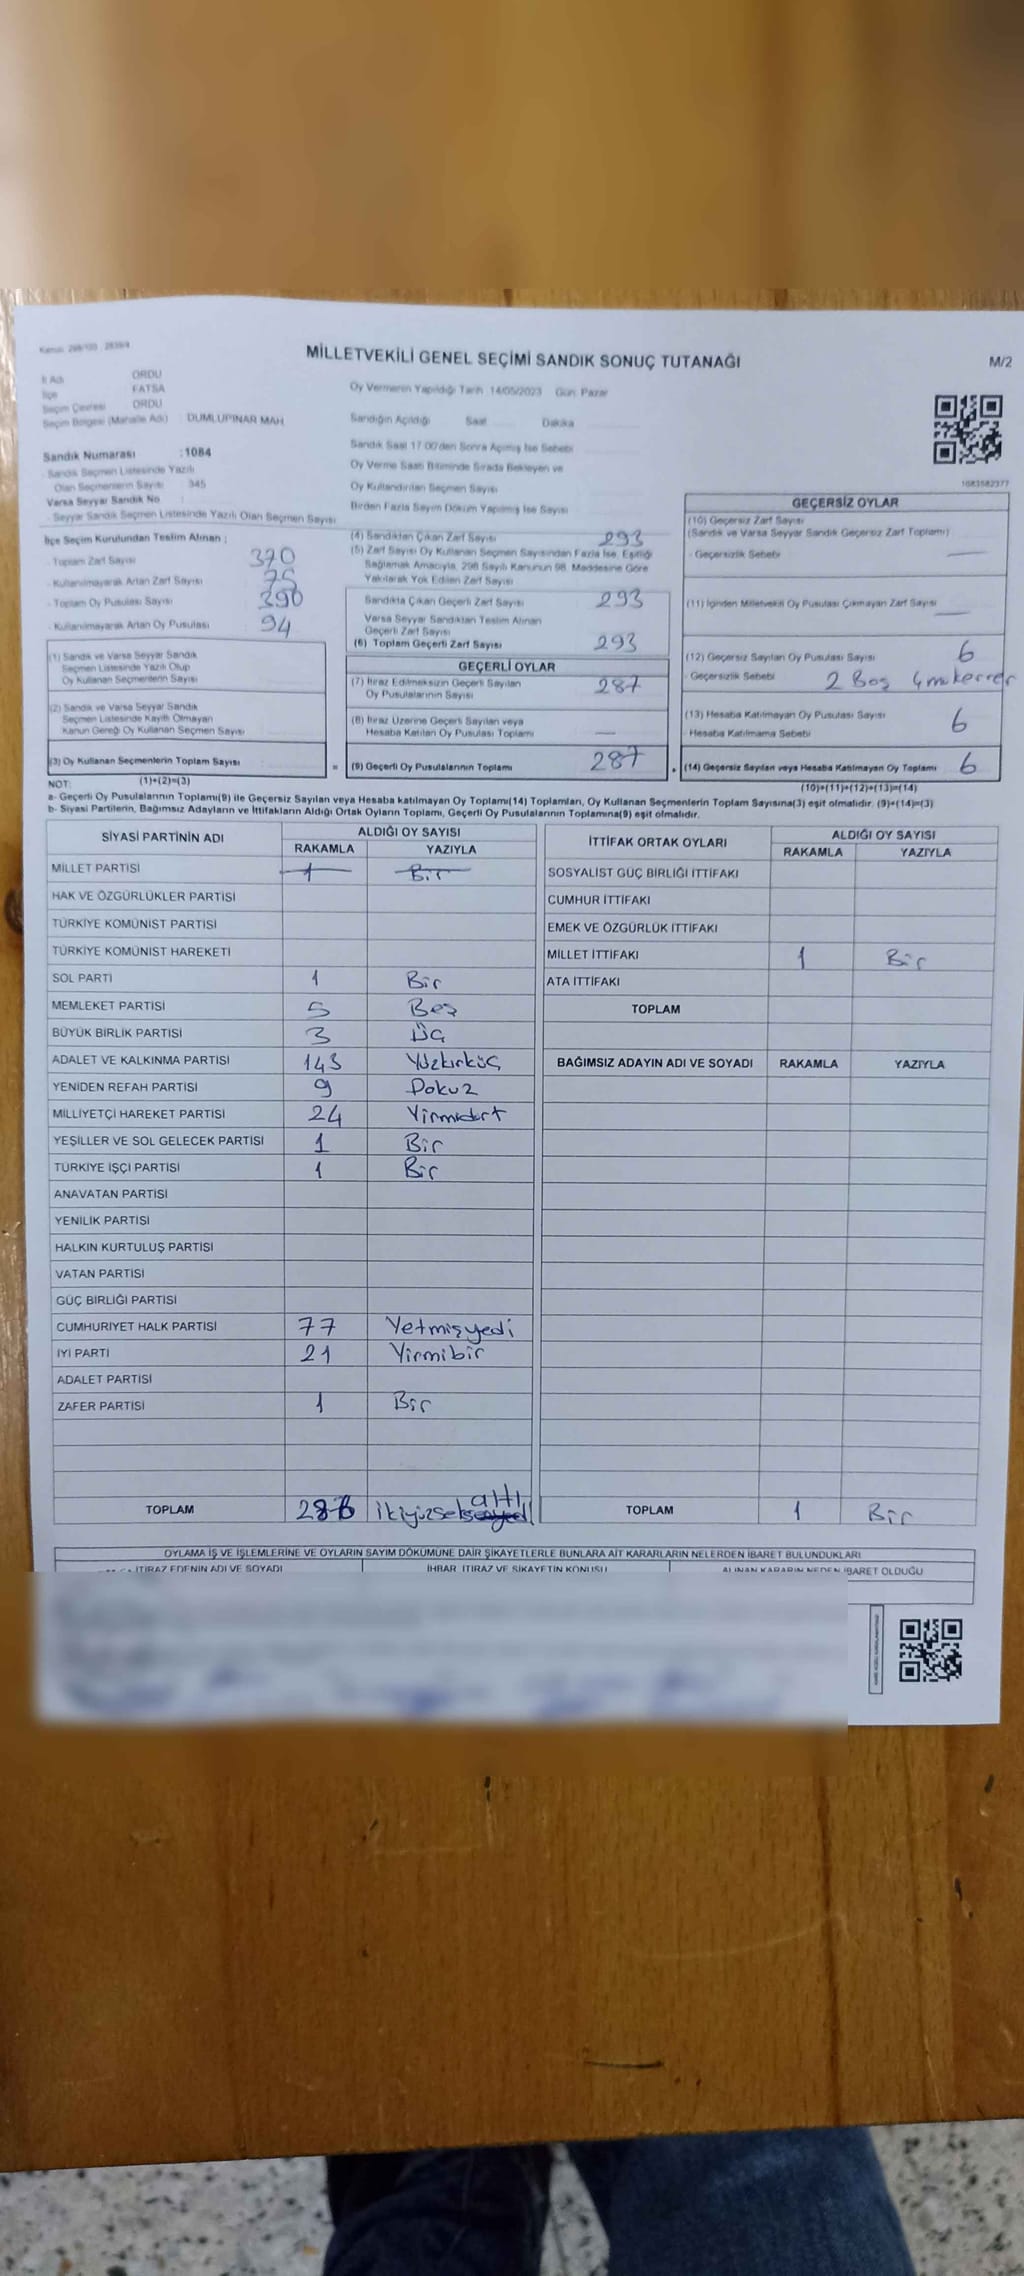 Kanun: 298/105 - 2839/4
MİLLETVEKİLİ GENEL SEÇİMİ SANDIK SONUÇ TUTANAĞI
M/2
İl Adı ORDU
İlçe FATSA
Seçim Çevresi ORDU
Seçim Bölgesi (Mahalle Adı) : DUMLUPINAR MAH
Sandık Numarası :1084
- Sandık Seçmen Listesinde Yazılı
Olan Seçmenlerin Sayısı : 345
Varsa Seyyar Sandık No :
- Seyyar Sandık Seçmen Listesinde Yazılı Olan Seçmen Sayısı
Oy Vermenin Yapıldığı Tarih 14/05/2023 Gün: Pazar
Sandığın Açıldığı Saat Dakika
Sandık Saat 17.00'den Sonra Açılmış İse Sebebi
Oy Verme Saati Bitiminde Sırada Bekleyen ve
Oy Kullandırılan Seçmen Sayısı
Birden Fazla Sayım Döküm Yapılmış İse Sayısı
1083582377
İlçe Seçim Kurulundan Teslim Alınan ;
- Toplam Zarf Sayısı 370
- Kullanılmayarak Artan Zarf Sayısı 75
- Toplam Oy Pusulası Sayısı 390
- Kullanılmayarak Artan Oy Pusulası 94
(1) Sandık ve Varsa Seyyar Sandık
Seçmen Listesinde Yazılı Olup
Oy Kullanan Seçmenlerin Sayısı
(2) Sandık ve Varsa Seyyar Sandık
Seçmen Listesinde Kayıtlı Olmayan
Kanun Gereği Oy Kullanan Seçmen Sayısı
(3) Oy Kullanan Seçmenlerin Toplam Sayısı :
(1)+(2)=(3)
(4) Sandıktan Çıkan Zarf Sayısı 293
(5) Zarf Sayısı Oy Kullanan Seçmen Sayısından Fazla İse, Eşitliği
Sağlamak Amacıyla, 298 Sayılı Kanunun 98. Maddesine Göre
Yakılarak Yok Edilen Zarf Sayısı
Sandıkta Çıkan Geçerli Zarf Sayısı 293
Varsa Seyyar Sandıktan Teslim Alınan
Geçerli Zarf Sayısı
(6) Toplam Geçerli Zarf Sayısı 293
GEÇERLİ OYLAR
(7) İtiraz Edilmeksizin Geçerli Sayılan 287
Oy Pusulalarının Sayısı
(8) İtiraz Üzerine Geçerli Sayılan veya
Hesaba Katılan Oy Pusulası Toplamı —
= (9) Geçerli Oy Pusulalarının Toplamı 287
GEÇERSİZ OYLAR
(10) Geçersiz Zarf Sayısı
(Sandık ve Varsa Seyyar Sandık Geçersiz Zarf Toplamı)
- Geçersizlik Sebebi —
(11) İçinden Milletvekili Oy Pusulası Çıkmayan Zarf Sayısı —
(12) Geçersiz Sayılan Oy Pusulası Sayısı 6
- Geçersizlik Sebebi 2 Boş 4 mükerrer
(13) Hesaba Katılmayan Oy Pusulası Sayısı 6
- Hesaba Katılmama Sebebi
+ (14) Geçersiz Sayılan veya Hesaba Katılmayan Oy Toplamı 6
(10)+(11)+(12)+(13)=(14)
NOT:
a- Geçerli Oy Pusulalarının Toplamı(9) ile Geçersiz Sayılan veya Hesaba katılmayan Oy Toplamı(14) Toplamları, Oy Kullanan Seçmenlerin Toplam Sayısına(3) eşit olmalıdır. (9)+(14)=(3)
b- Siyasi Partilerin, Bağımsız Adayların ve İttifakların Aldığı Ortak Oyların Toplamı, Geçerli Oy Pusulalarının Toplamına(9) eşit olmalıdır.
SİYASİ PARTİNİN ADI ALDIĞI OY SAYISI
RAKAMLA YAZIYLA
MİLLET PARTİSİ 1 Bir
HAK VE ÖZGÜRLÜKLER PARTİSİ
TÜRKİYE KOMÜNİST PARTİSİ
TÜRKİYE KOMÜNİST HAREKETİ
SOL PARTİ 1 Bir
MEMLEKET PARTİSİ 5 Beş
BÜYÜK BİRLİK PARTİSİ 3 Üç
ADALET VE KALKINMA PARTİSİ 143 Yüzkırküç
YENİDEN REFAH PARTİSİ 9 Dokuz
MİLLİYETÇİ HAREKET PARTİSİ 24 Yirmidört
YEŞİLLER VE SOL GELECEK PARTİSİ 1 Bir
TÜRKİYE İŞÇİ PARTİSİ 1 Bir
ANAVATAN PARTİSİ
YENİLİK PARTİSİ
HALKIN KURTULUŞ PARTİSİ
VATAN PARTİSİ
GÜÇ BİRLİĞİ PARTİSİ
CUMHURİYET HALK PARTİSİ 77 Yetmişyedi
İYİ PARTİ 21 Yirmibir
ADALET PARTİSİ
ZAFER PARTİSİ 1 Bir
TOPLAM 286 ikiyüzseksen altı
İTTİFAK ORTAK OYLARI ALDIĞI OY SAYISI
RAKAMLA YAZIYLA
SOSYALİST GÜÇ BİRLİĞİ İTTİFAKI
CUMHUR İTTİFAKI
EMEK VE ÖZGÜRLÜK İTTİFAKI
MİLLET İTTİFAKI 1 Bir
ATA İTTİFAKI
TOPLAM
BAĞIMSIZ ADAYIN ADI VE SOYADI RAKAMLA YAZIYLA
TOPLAM 1 Bir
OYLAMA İŞ VE İŞLEMLERİNE VE OYLARIN SAYIM DÖKÜMÜNE DAİR ŞİKAYETLERLE BUNLARA AİT KARARLARIN NELERDEN İBARET BULUNDUKLARI
İTİRAZ EDENİN ADI VE SOYADI İHBAR, İTİRAZ VE ŞİKAYETİN KONUSU ALINAN KARARIN NEDEN İBARET OLDUĞU